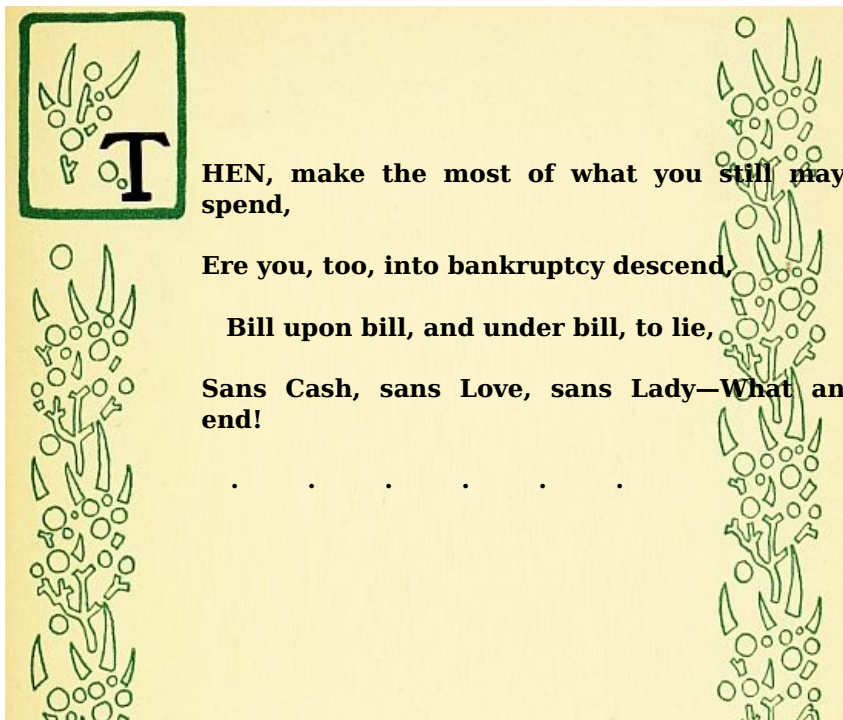 THEN, make the most of what you still may
spend,
Ere you, too, into bankruptcy descend,
Bill upon bill, and under bill, to lie,
Sans Cash, sans Love, sans Lady—What an
end!
. . . . . .